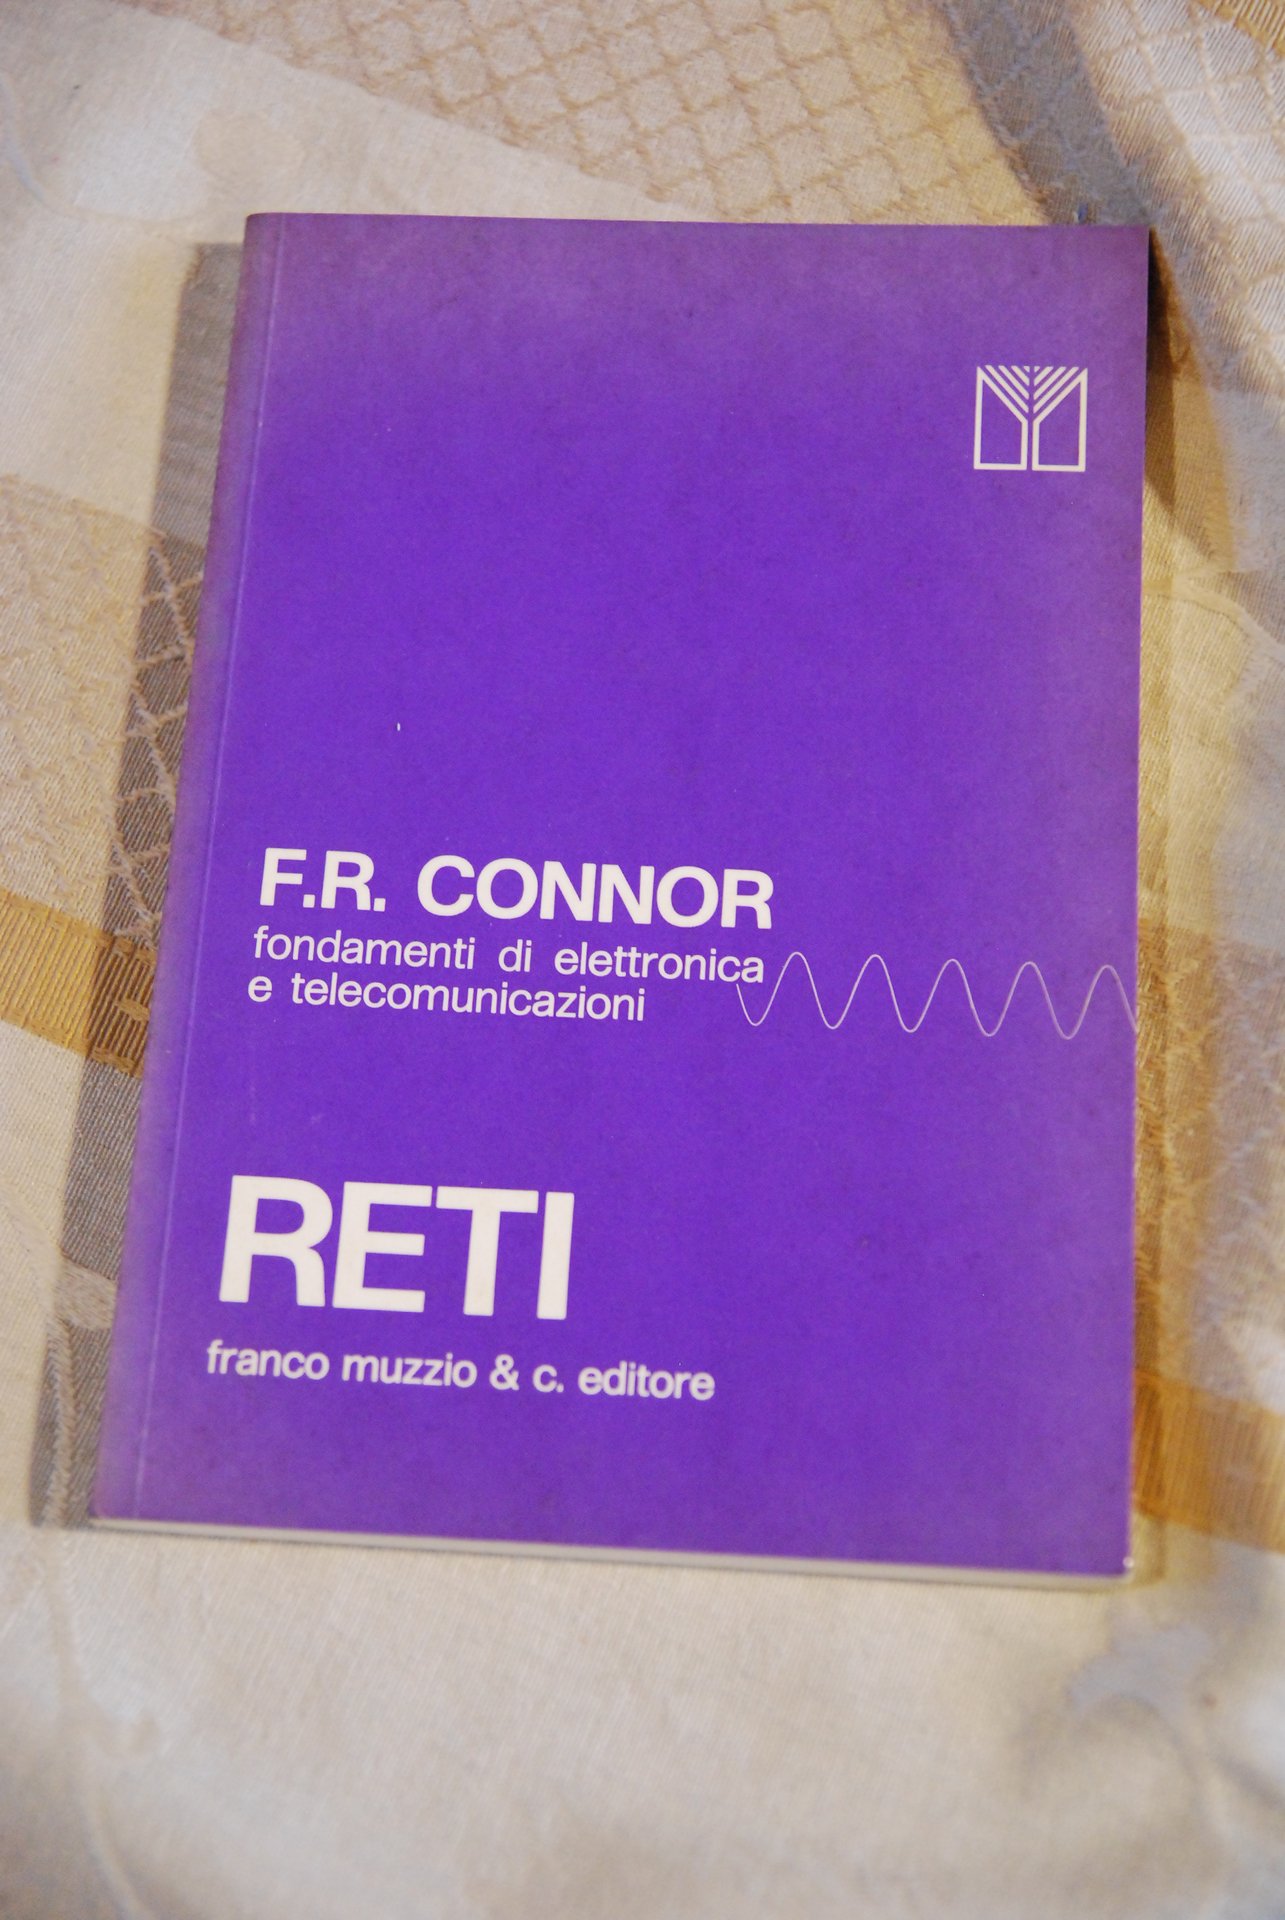 F.R. CONNOR
fondamenti di elettronica
e telecomunicazioni
RETI
franco muzzio & c. editore